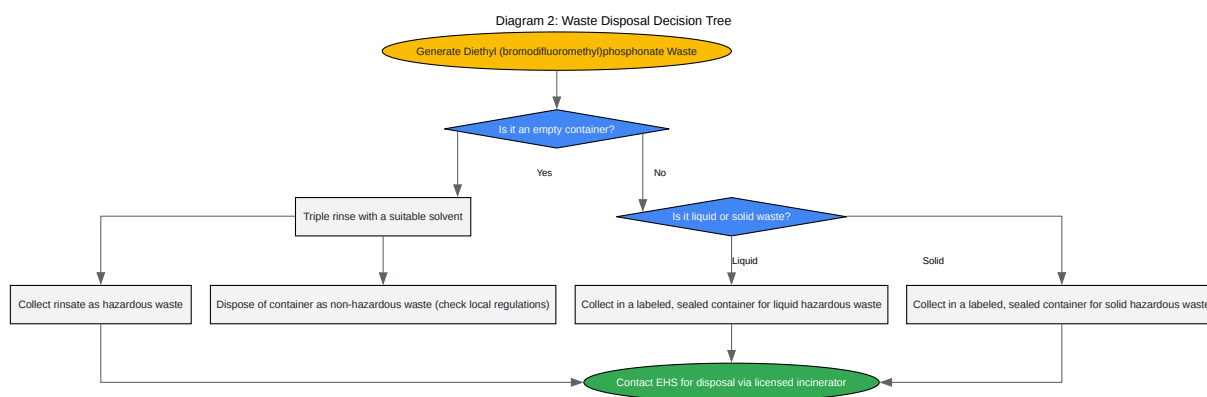 Diagram 2: Waste Disposal Decision Tree
Generate Diethyl (bromodifluoromethyl)phosphonate Waste
Is it an empty container?
Yes
No
Triple rinse with a suitable solvent
Is it liquid or solid waste?
Liquid
Solid
Collect rinsate as hazardous waste
Dispose of container as non-hazardous waste (check local regulations)
Collect in a labeled, sealed container for liquid hazardous waste
Collect in a labeled, sealed container for solid hazardous waste
Contact EHS for disposal via licensed incinerator